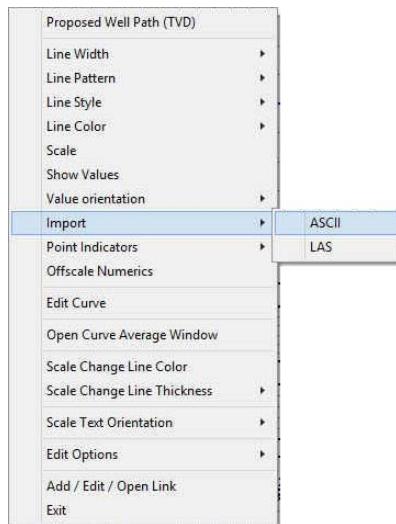 Proposed Well Path (TVD)
Line Width
Line Pattern
Line Style
Line Color
Scale
Show Values
Value orientation
Import
ASCII
Point Indicators
LAS
Offscale Numerics
Edit Curve
Open Curve Average Window
Scale Change Line Color
Scale Change Line Thickness
Scale Text Orientation
Edit Options
Add / Edit / Open Link
Exit